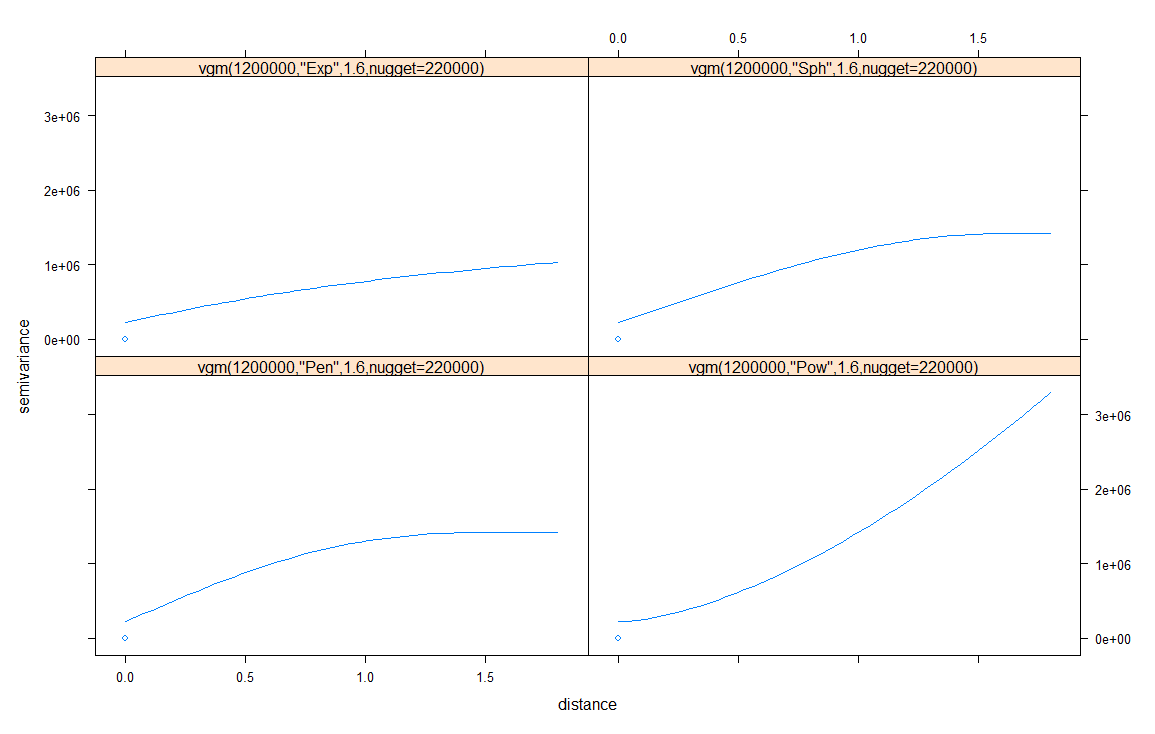 0.0 0.5 1.0 1.5
vgm(1200000,"Exp",1.6,nugget=220000) vgm(1200000,"Sph",1.6,nugget=220000)
3e+06
2e+06
1e+06
0e+00
semivariance
vgm(1200000,"Pen",1.6,nugget=220000) vgm(1200000,"Pow",1.6,nugget=220000)
3e+06
2e+06
1e+06
0e+00
0.0 0.5 1.0 1.5
distance